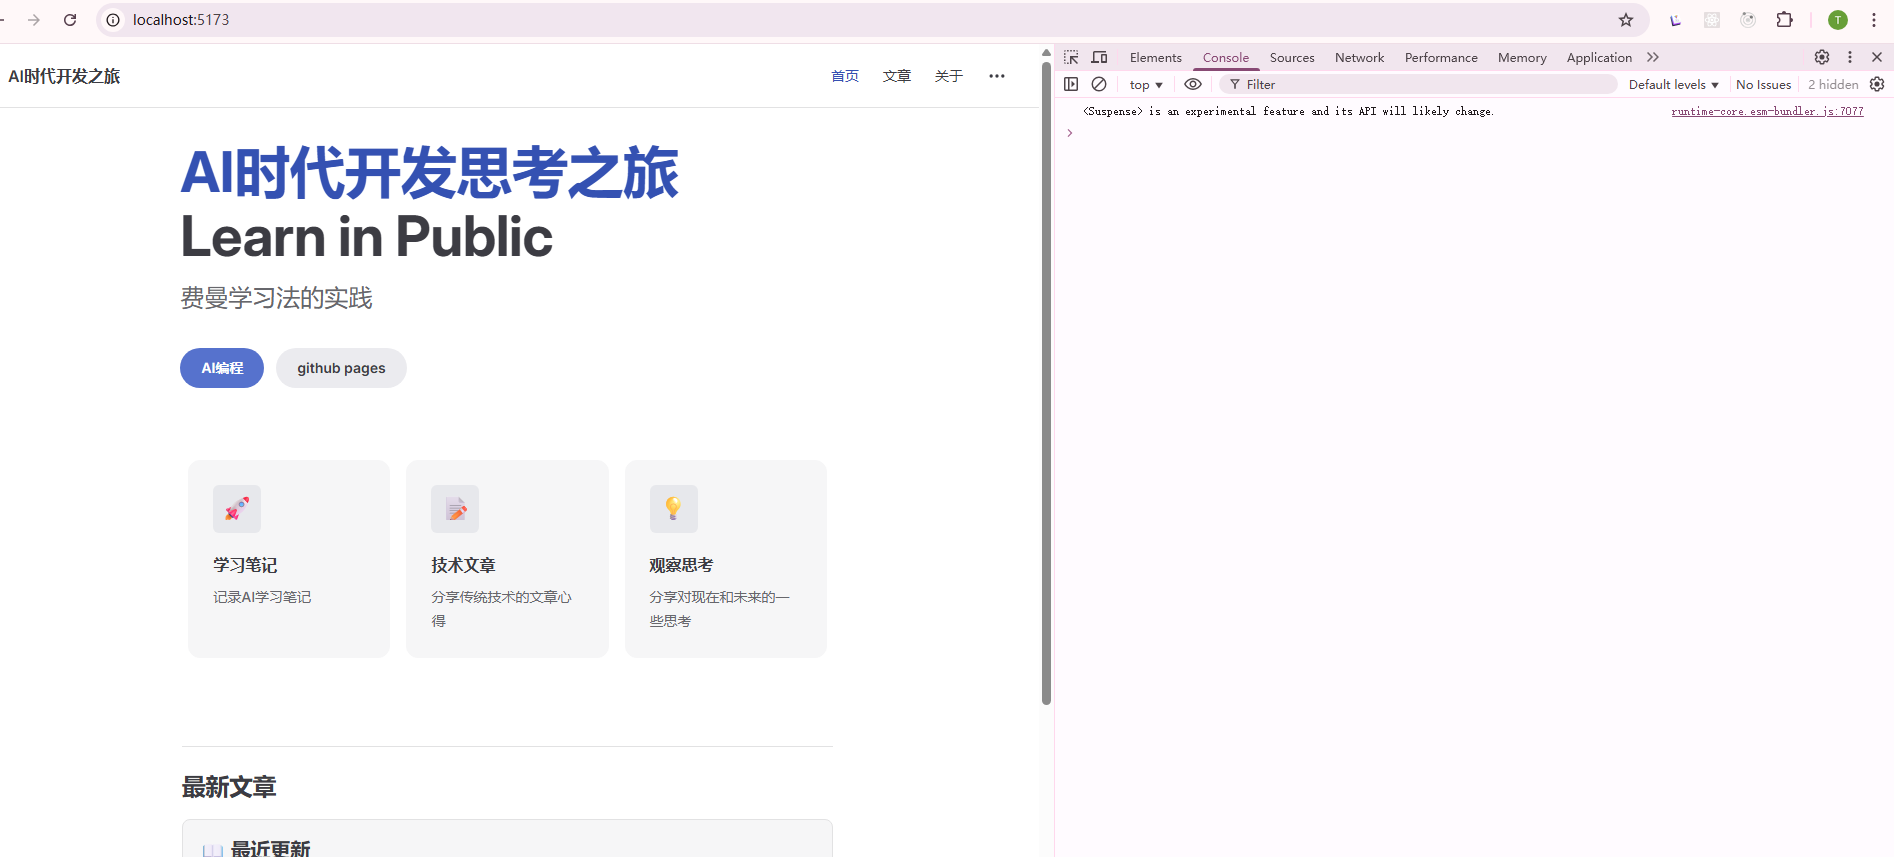 localhost:5173
T
AI时代开发之旅
首页
文章
关于
AI时代开发思考之旅
Learn in Public
费曼学习法的实践
AI编程
github pages
学习笔记
记录AI学习笔记
技术文章
分享传统技术的文章心
得
观察思考
分享对现在和未来的一
些思考
最新文章
最近更新
Elements
Console
Sources
Network
Performance
Memory
Application
top
Filter
Default levels
No Issues
2 hidden
<Suspense> is an experimental feature and its API will likely change.
runtime-core.esm-bundler.js:7077